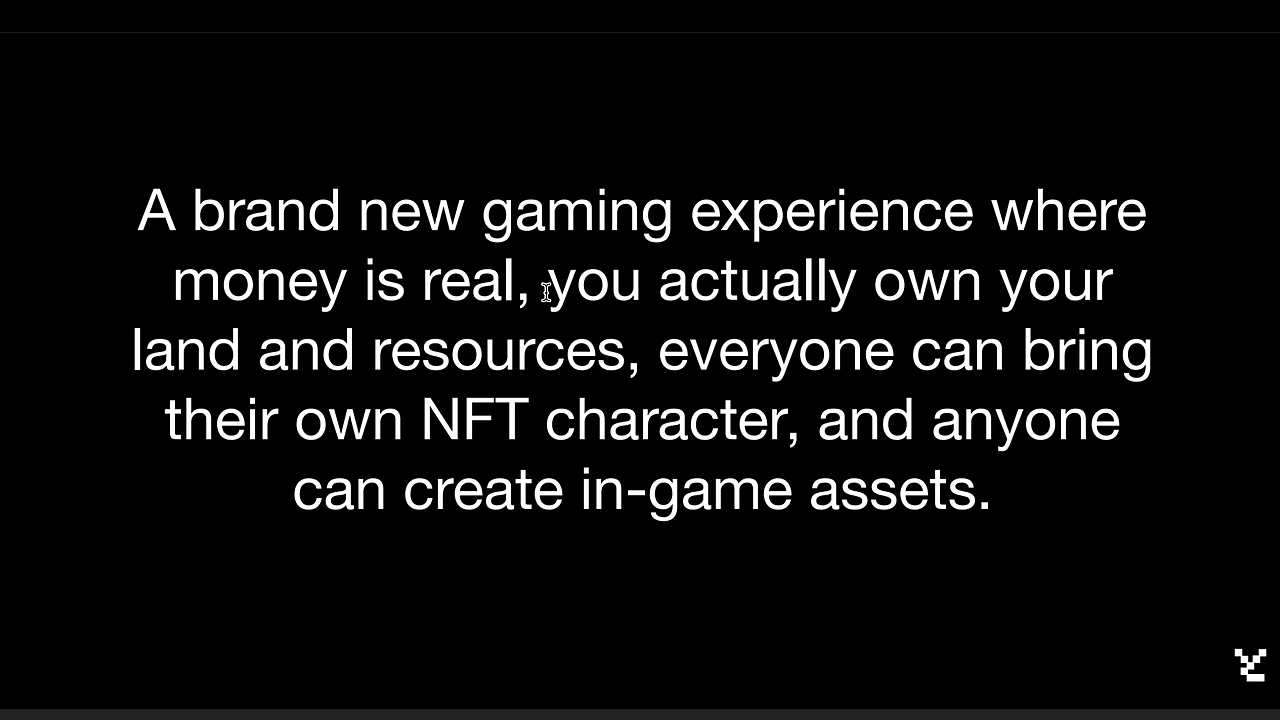 A brand new gaming experience where
money is real, you actually own your
land and resources, everyone can bring
their own NFT character, and anyone
can create in-game assets.